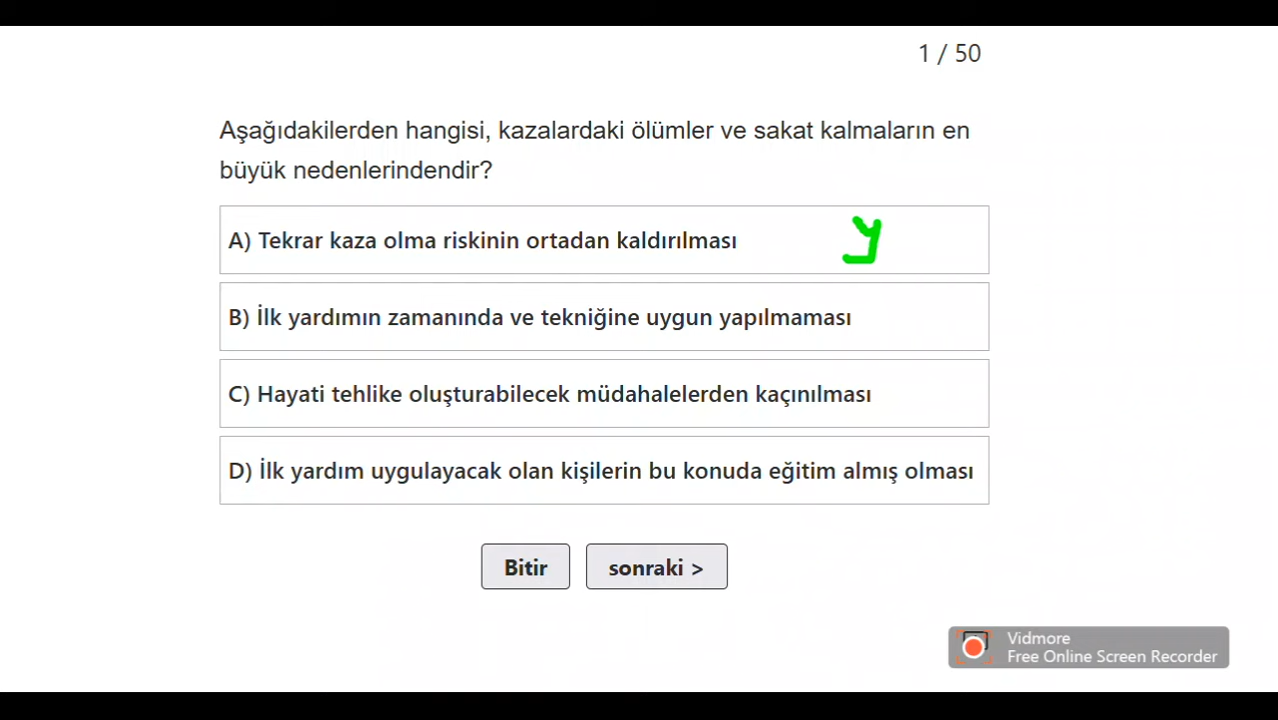 1 / 50
Aşağıdakilerden hangisi, kazalardaki ölümler ve sakat kalmaların en
büyük nedenlerindendir?
A) Tekrar kaza olma riskinin ortadan kaldırılması
y
B) İlk yardımın zamanında ve tekniğine uygun yapılmaması
C) Hayati tehlike oluşturabilecek müdahalelerden kaçınılması
D) İlk yardım uygulayacak olan kişilerin bu konuda eğitim almış olması
Bitir
sonraki >
Vidmore
Free Online Screen Recorder